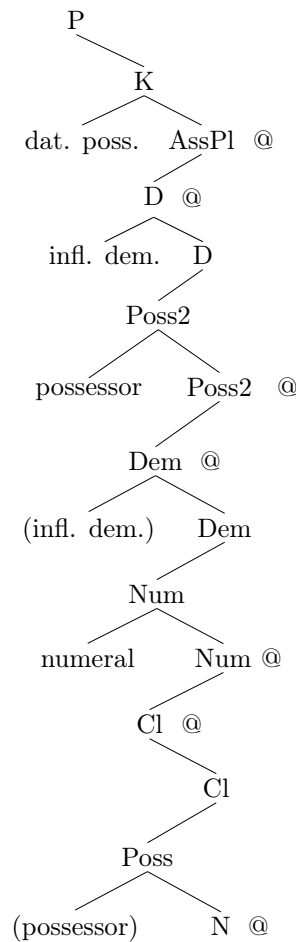 P
K
dat. poss. AssPl @
D @
infl. dem. D
Poss2
possessor Poss2 @
Dem @
(infl. dem.) Dem
Num
numeral Num @
Cl @
Cl
Poss
(possessor) N @